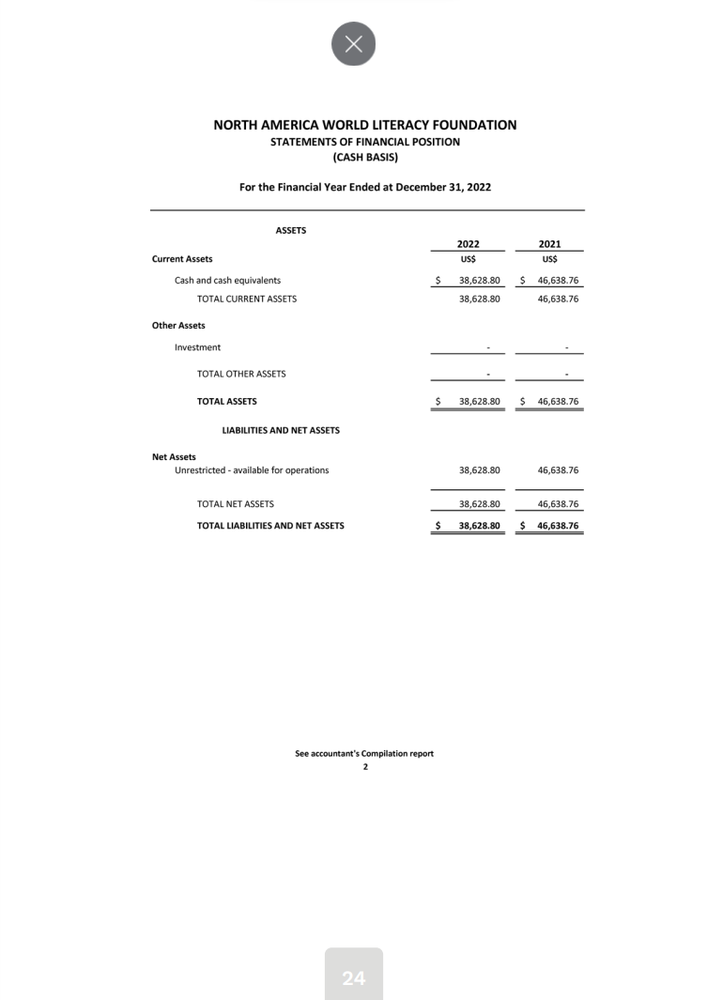 NORTH AMERICA WORLD LITERACY FOUNDATION
STATEMENTS OF FINANCIAL POSITION
(CASH BASIS)
For the Financial Year Ended at December 31, 2022
ASSETS
2022 2021
Current Assets US$ US$
Cash and cash equivalents $ 38,628.80 $ 46,638.76
TOTAL CURRENT ASSETS 38,628.80 46,638.76
Other Assets
Investment - -
TOTAL OTHER ASSETS - -
TOTAL ASSETS $ 38,628.80 $ 46,638.76
LIABILITIES AND NET ASSETS
Net Assets
Unrestricted - available for operations 38,628.80 46,638.76
TOTAL NET ASSETS 38,628.80 46,638.76
TOTAL LIABILITIES AND NET ASSETS $ 38,628.80 $ 46,638.76
See accountant's Compilation report
2
24